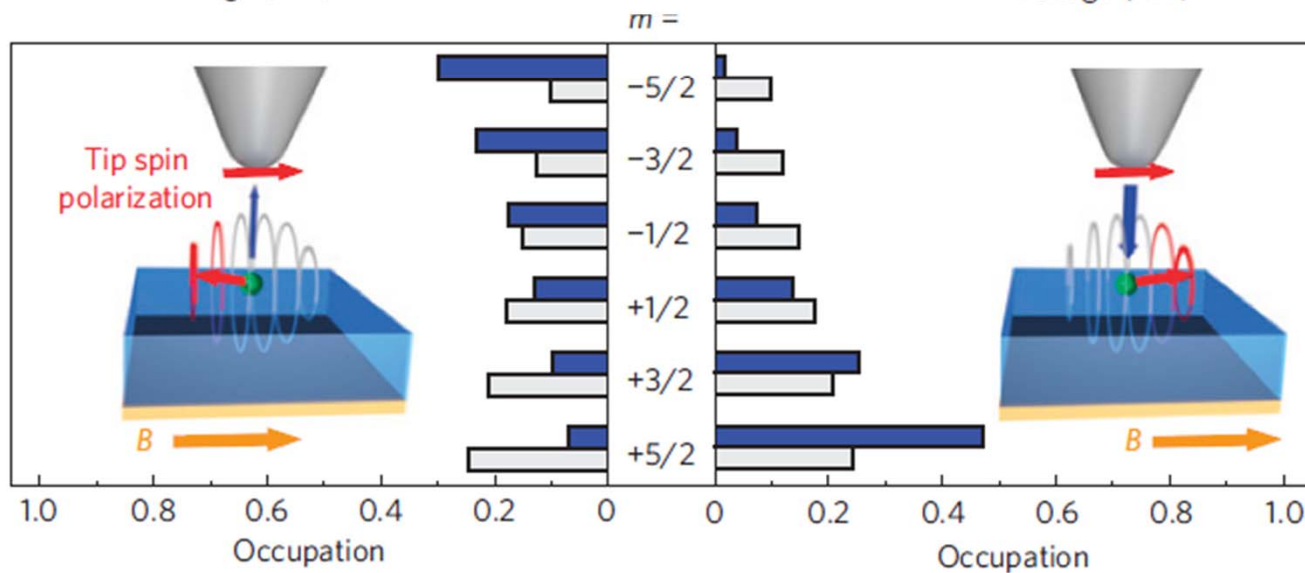 m =
−5/2
−3/2
−1/2
+1/2
+3/2
+5/2
Tip spin
polarization
B
1.0 0.8 0.6 0.4 0.2 0
Occupation
B
0 0.2 0.4 0.6 0.8 1.0
Occupation